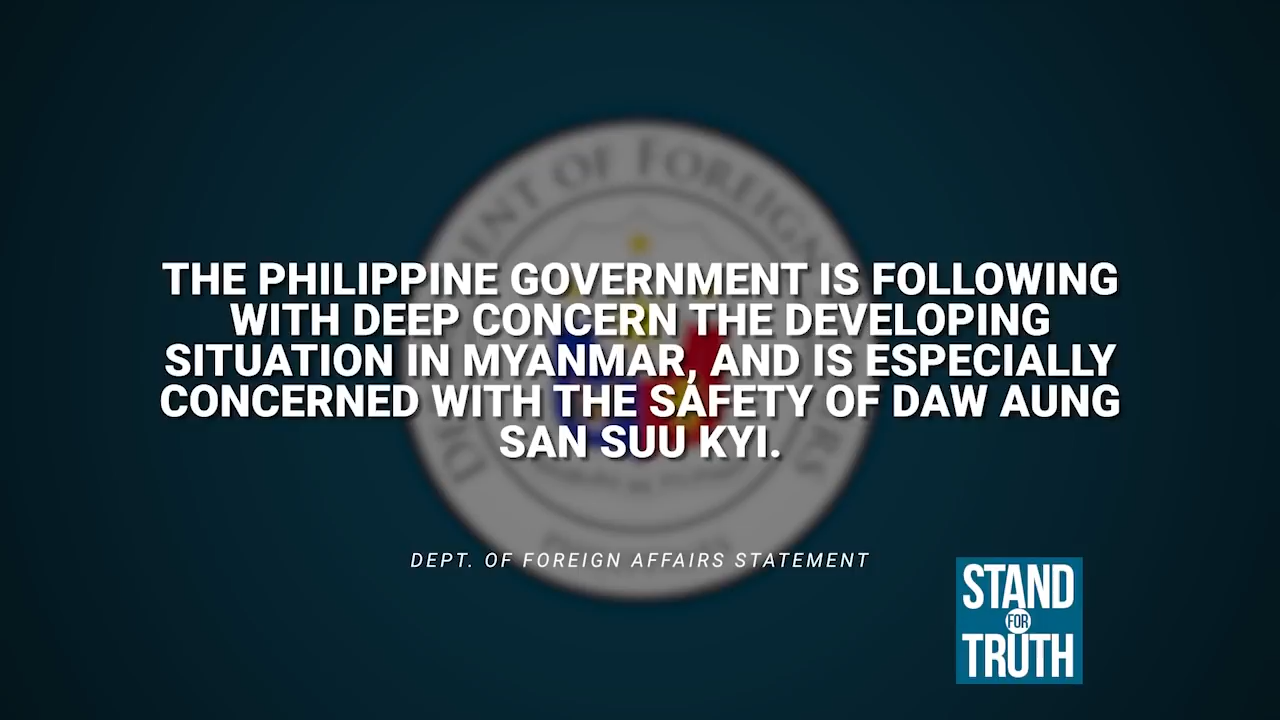 THE PHILIPPINE GOVERNMENT IS FOLLOWING
WITH DEEP CONCERN THE DEVELOPING
SITUATION IN MYANMAR, AND IS ESPECIALLY
CONCERNED WITH THE SAFETY OF DAW AUNG
SAN SUU KYI.
DEPT. OF FOREIGN AFFAIRS STATEMENT
STAND
FOR
TRUTH